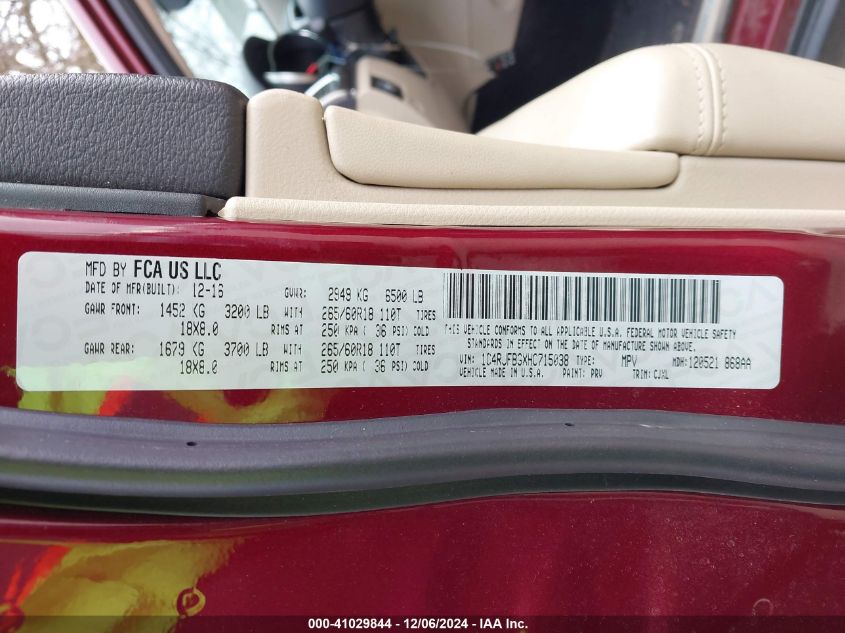 MFD BY FCA US LLC
DATE OF MFR(BUILT): 12-16 GVWR: 2949 KG 6500 LB
GAWR FRONT: 1452 KG 3200 LB WITH 265/60R18 110T TIRES
18X8.0 RIMS AT 250 KPA ( 36 PSI) COLD
GAWR REAR: 1679 KG 3700 LB WITH 265/60R18 110T TIRES
18X8.0 RIMS AT 250 KPA ( 36 PSI) COLD
THIS VEHICLE CONFORMS TO ALL APPLICABLE U.S.A. FEDERAL MOTOR VEHICLE SAFETY
STANDARDS IN EFFECT ON THE DATE OF MANUFACTURE SHOWN ABOVE.
VIN: 1C4RJFBGXHC715038 TYPE: MPV MDH: 120521 868AA
VEHICLE MADE IN U.S.A. PAINT: PRV TRIM: CJXL
000-41029844 - 12/06/2024 - IAA Inc.